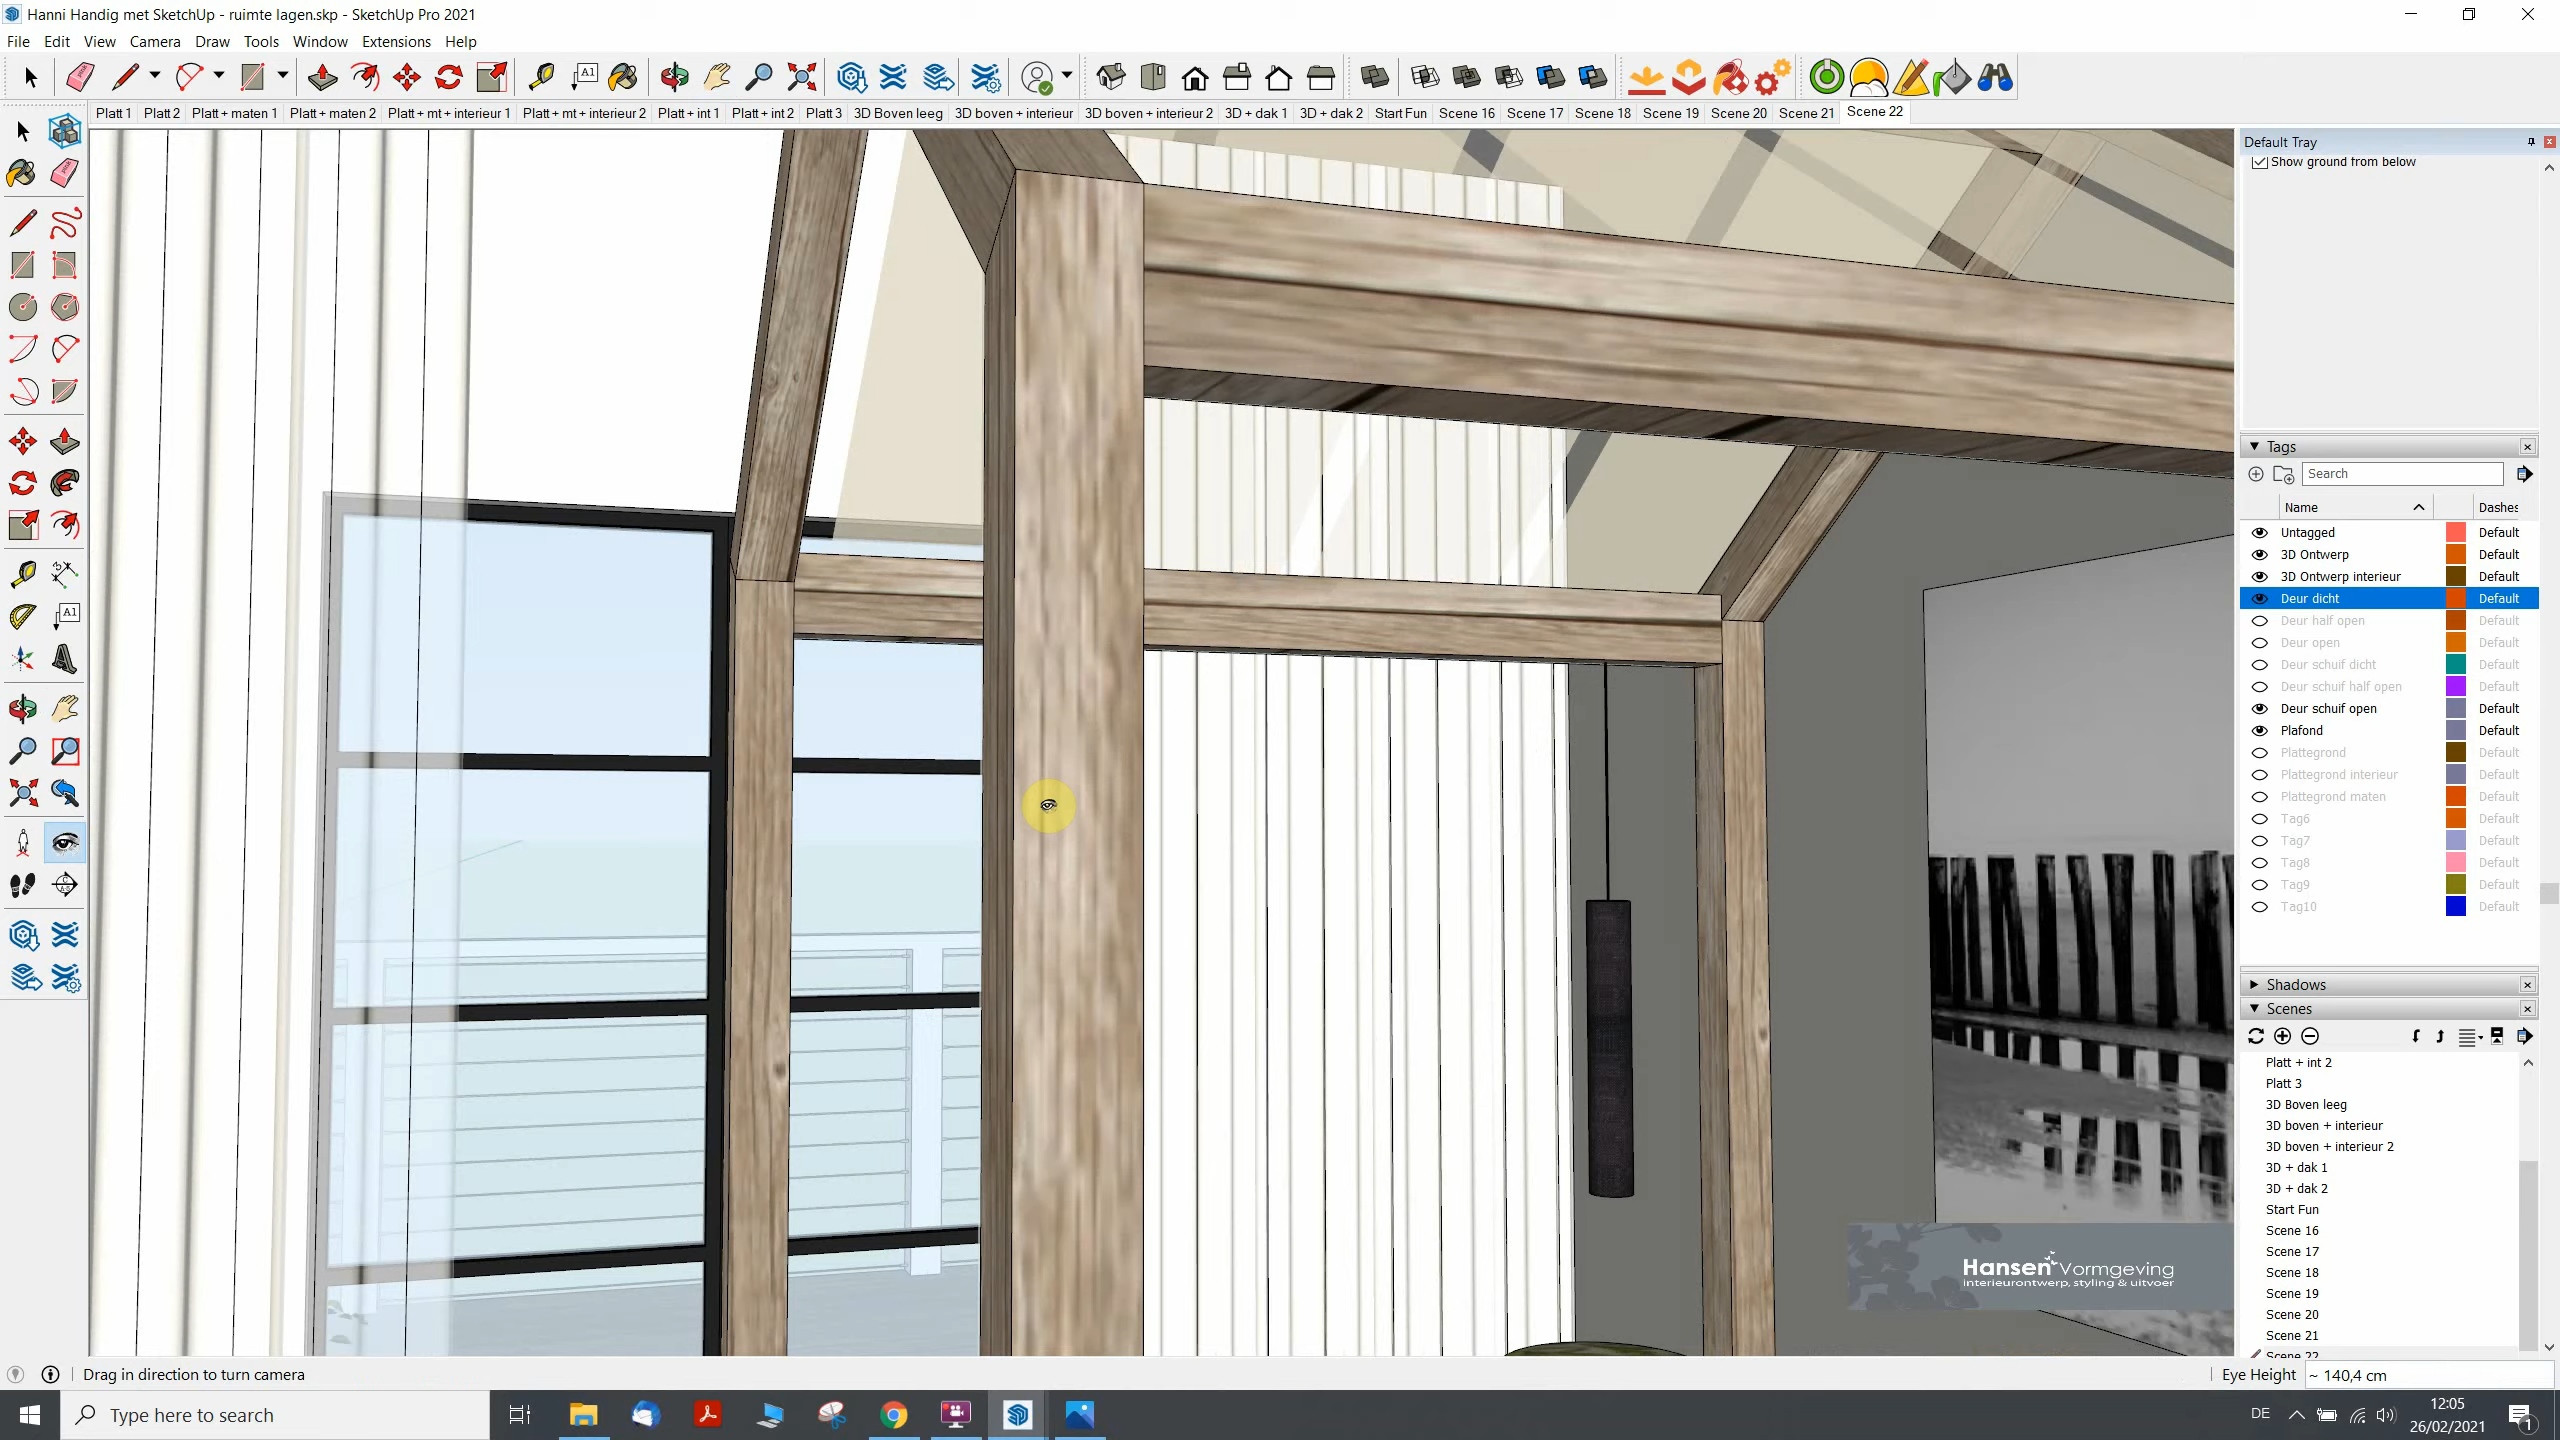 Hanni Handig met SketchUp - ruimte lagen.skp - SketchUp Pro 2021
File Edit View Camera Draw Tools Window Extensions Help
Platt 1 Platt 2 Platt + maten 1 Platt + maten 2 Platt + mt + interieur 1 Platt + mt + interieur 2 Platt + int 1 Platt + int 2 Platt 3 3D Boven leeg 3D boven + interieur 3D boven + interieur 2 3D + dak 1 3D + dak 2 Start Fun Scene 16 Scene 17 Scene 18 Scene 19 Scene 20 Scene 21 Scene 22
Default Tray
Show ground from below
Tags
Search
Name Dashes
Untagged Default
3D Ontwerp Default
3D Ontwerp interieur Default
Deur dicht Default
Deur half open Default
Deur open Default
Deur schuif dicht Default
Deur schuif half open Default
Deur schuif open Default
Plafond Default
Plattegrond Default
Plattegrond interieur Default
Plattegrond maten Default
Tag6 Default
Tag7 Default
Tag8 Default
Tag9 Default
Tag10 Default
Shadows
Scenes
Platt + int 2
Platt 3
3D Boven leeg
3D boven + interieur
3D boven + interieur 2
3D + dak 1
3D + dak 2
Start Fun
Scene 16
Scene 17
Scene 18
Scene 19
Scene 20
Scene 21
Scene 22
Hansen Vormgeving
interieurontwerp, styling & uitvoer
Drag in direction to turn camera
Eye Height ~ 140,4 cm
Type here to search
DE
12:05
26/02/2021
1